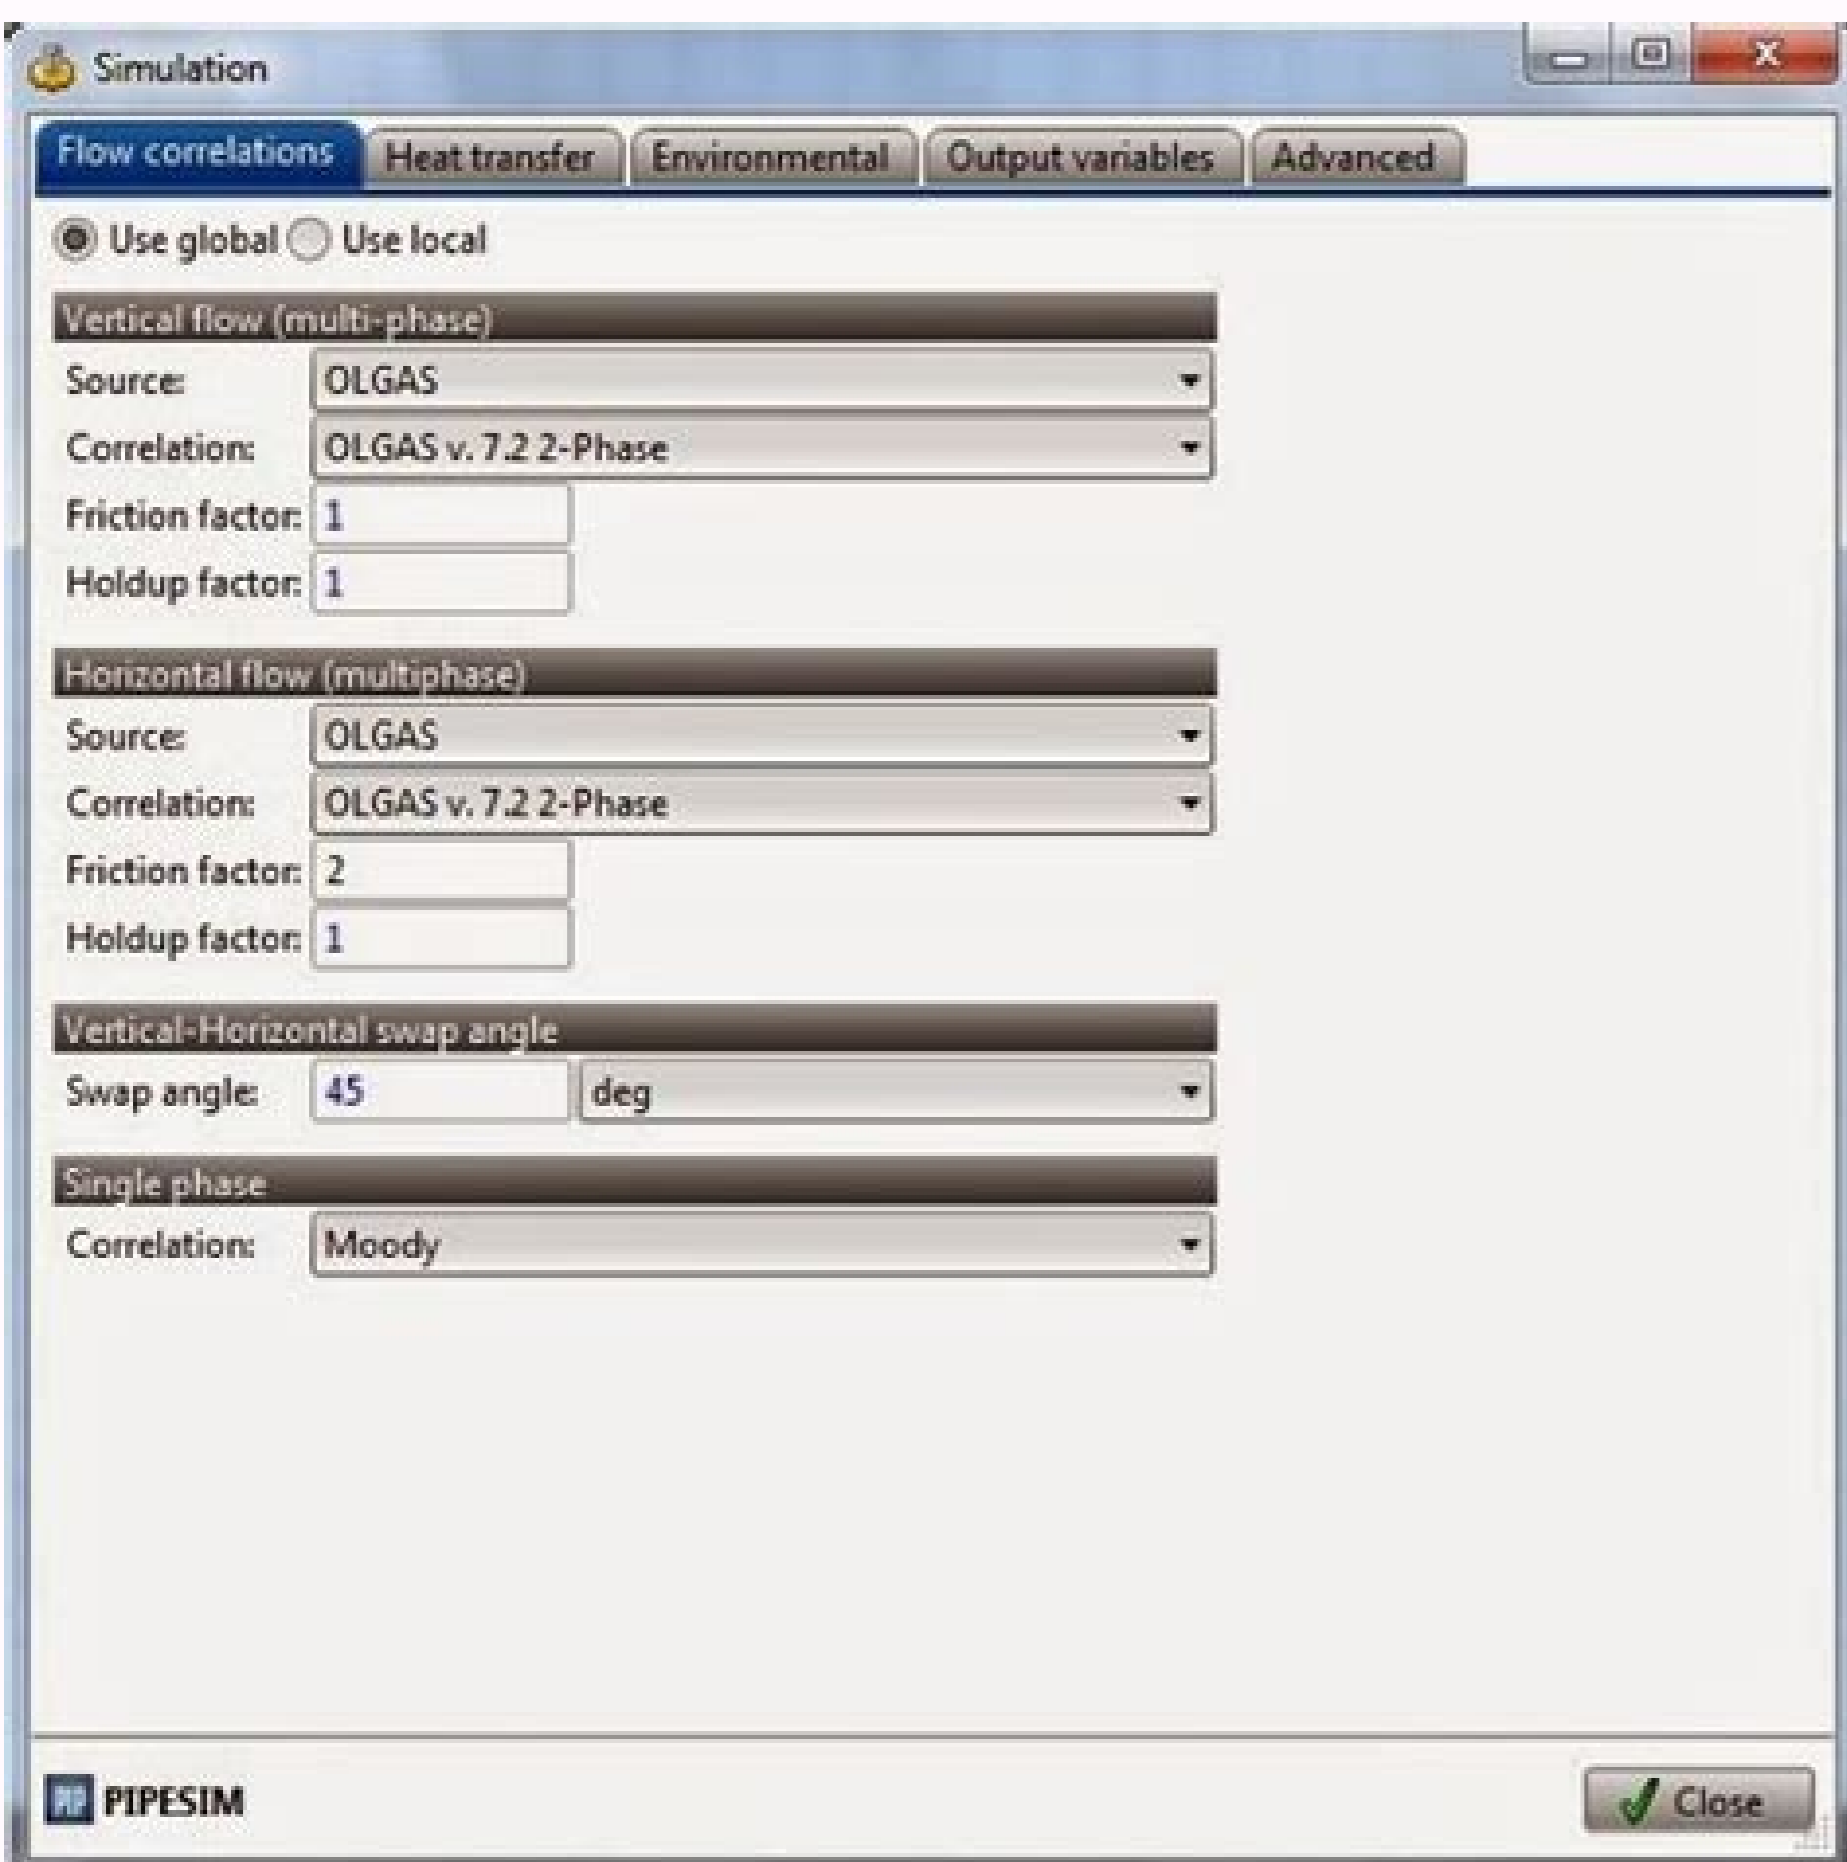 Simulation
Flow correlations Heat transfer Environmental Output variables Advanced
Use global Use local
Vertical flow (multi-phase)
Source: OLGAS
Correlation: OLGAS v. 7.2 2-Phase
Friction factor: 1
Holdup factor: 1
Horizontal flow (multiphase)
Source: OLGAS
Correlation: OLGAS v. 7.2 2-Phase
Friction factor: 2
Holdup factor: 1
Vertical-Horizontal swap angle
Swap angle: 45 deg
Single phase
Correlation: Moody
PIPESIM Close